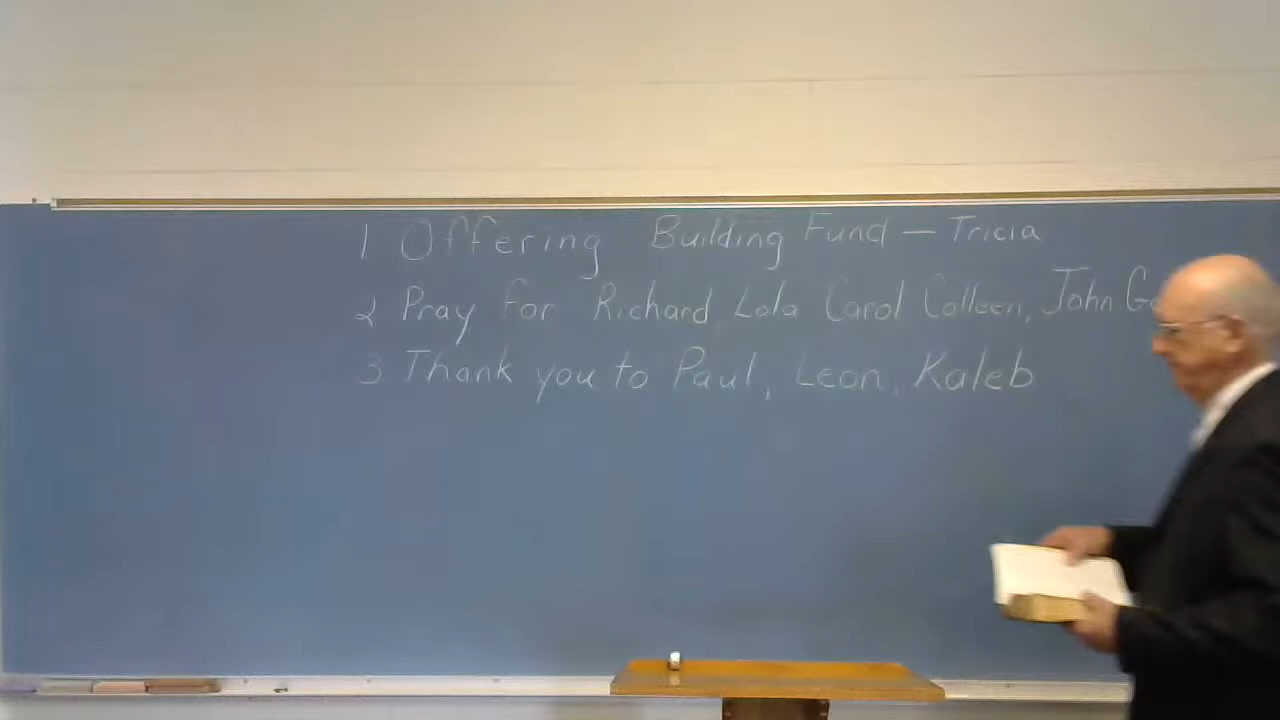 1 Offering Building Fund — Tricia
2 Pray for Richard, Lola Carol Colleen, John
3 Thank you to Paul, Leon, Kaleb